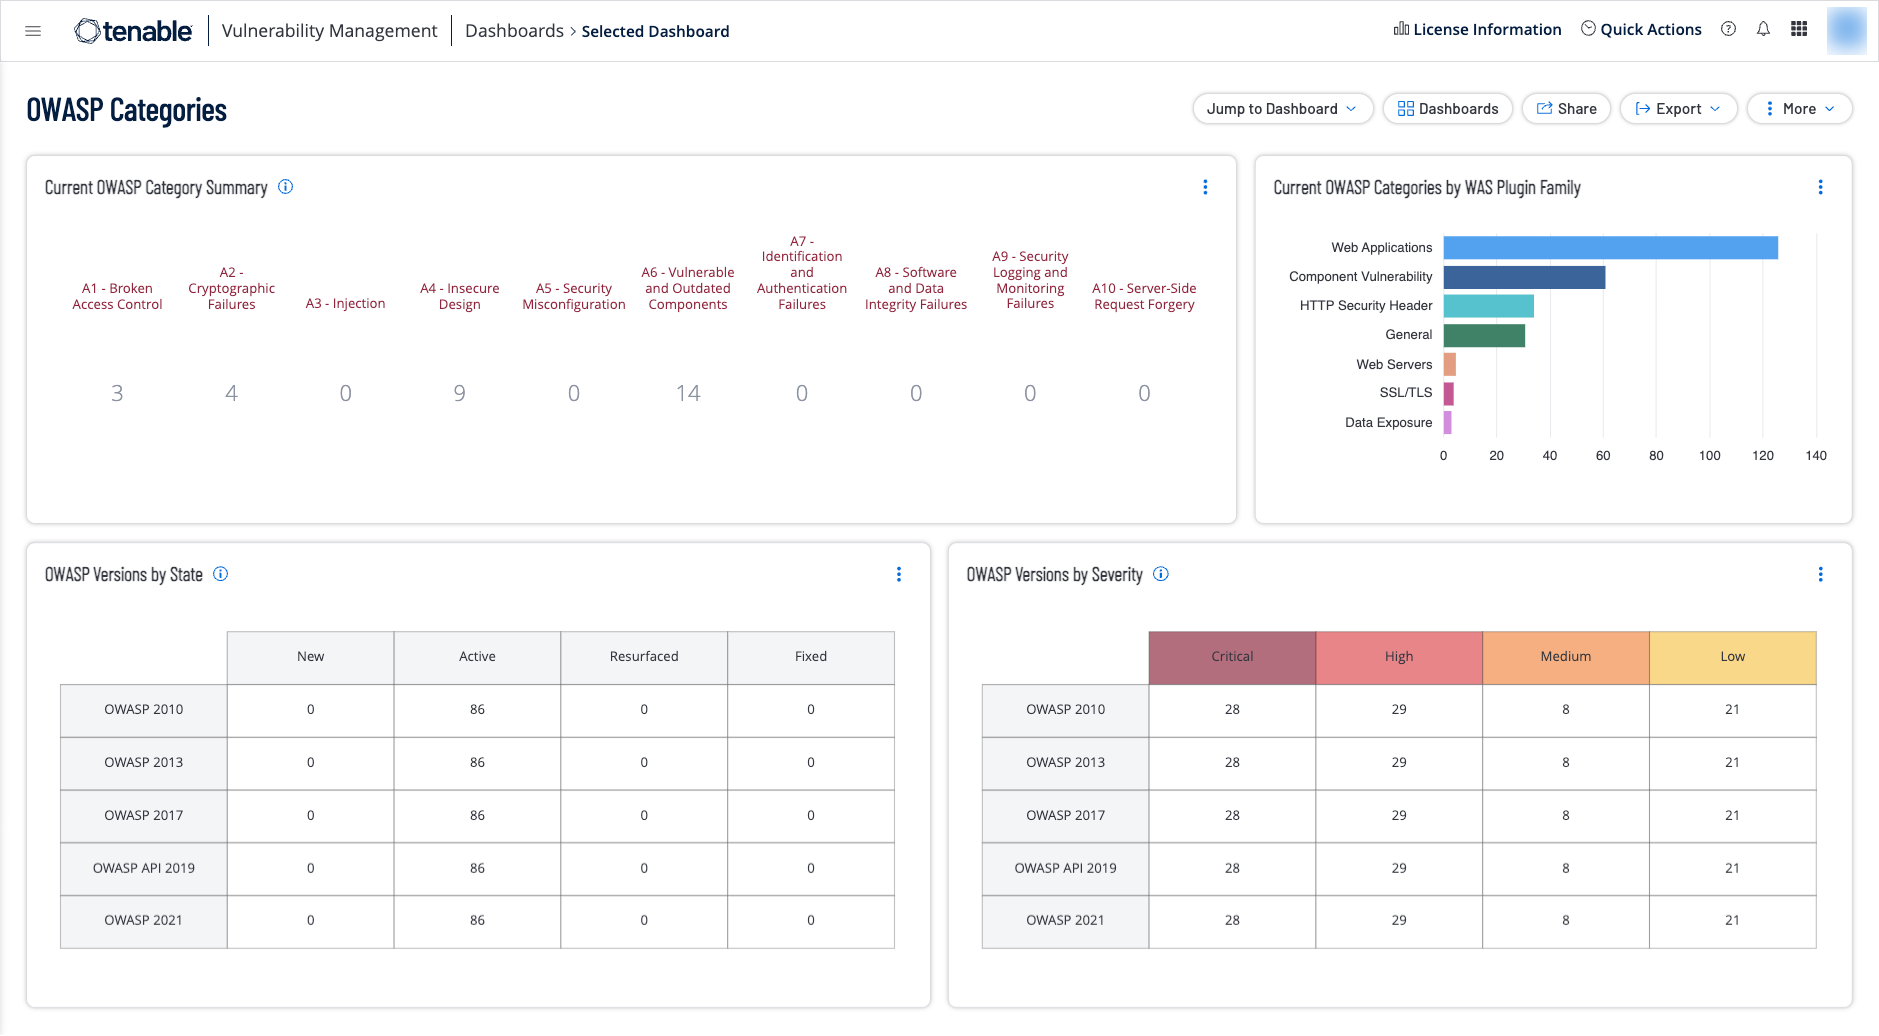 tenable
Vulnerability Management
Dashboards > Selected Dashboard
License Information
Quick Actions
OWASP Categories
Jump to Dashboard
Dashboards
Share
Export
More
Current OWASP Category Summary
A1 - Broken
Access Control
3
A2 -
Cryptographic
Failures
4
A3 - Injection
0
A4 - Insecure
Design
9
A5 - Security
Misconfiguration
0
A6 - Vulnerable
and Outdated
Components
14
A7 -
Identification
and
Authentication
Failures
0
A8 - Software
and Data
Integrity Failures
0
A9 - Security
Logging and
Monitoring
Failures
0
A10 - Server-Side
Request Forgery
0
Current OWASP Categories by WAS Plugin Family
Web Applications
Component Vulnerability
HTTP Security Header
General
Web Servers
SSL/TLS
Data Exposure
0 20 40 60 80 100 120 140
OWASP Versions by State
New Active Resurfaced Fixed
OWASP 2010 0 86 0 0
OWASP 2013 0 86 0 0
OWASP 2017 0 86 0 0
OWASP API 2019 0 86 0 0
OWASP 2021 0 86 0 0
OWASP Versions by Severity
Critical High Medium Low
OWASP 2010 28 29 8 21
OWASP 2013 28 29 8 21
OWASP 2017 28 29 8 21
OWASP API 2019 28 29 8 21
OWASP 2021 28 29 8 21